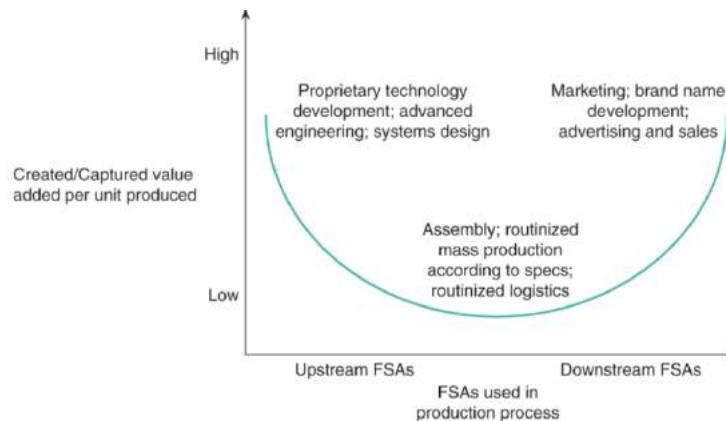 High
Proprietary technology
development; advanced
engineering; systems design
Marketing; brand name
development;
advertising and sales
Created/Captured value
added per unit produced
Assembly; routinized
mass production
according to specs;
routinized logistics
Low
Upstream FSAs
Downstream FSAs
FSAs used in
production process